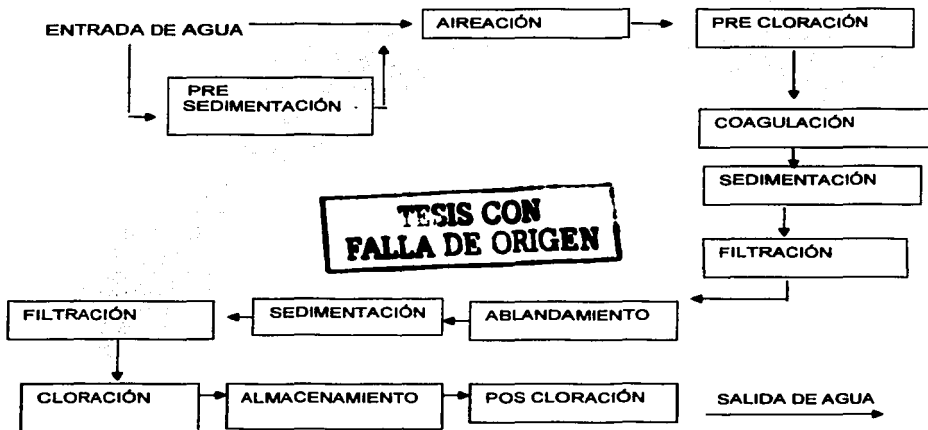 ENTRADA DE AGUA
AIREACIÓN
PRE CLORACIÓN
PRE
SEDIMENTACIÓN
COAGULACIÓN
SEDIMENTACIÓN
TESIS CON
FALLA DE ORIGEN
FILTRACIÓN
ABLANDAMIENTO
SEDIMENTACIÓN
FILTRACIÓN
CLORACIÓN
ALMACENAMIENTO
POS CLORACIÓN
SALIDA DE AGUA